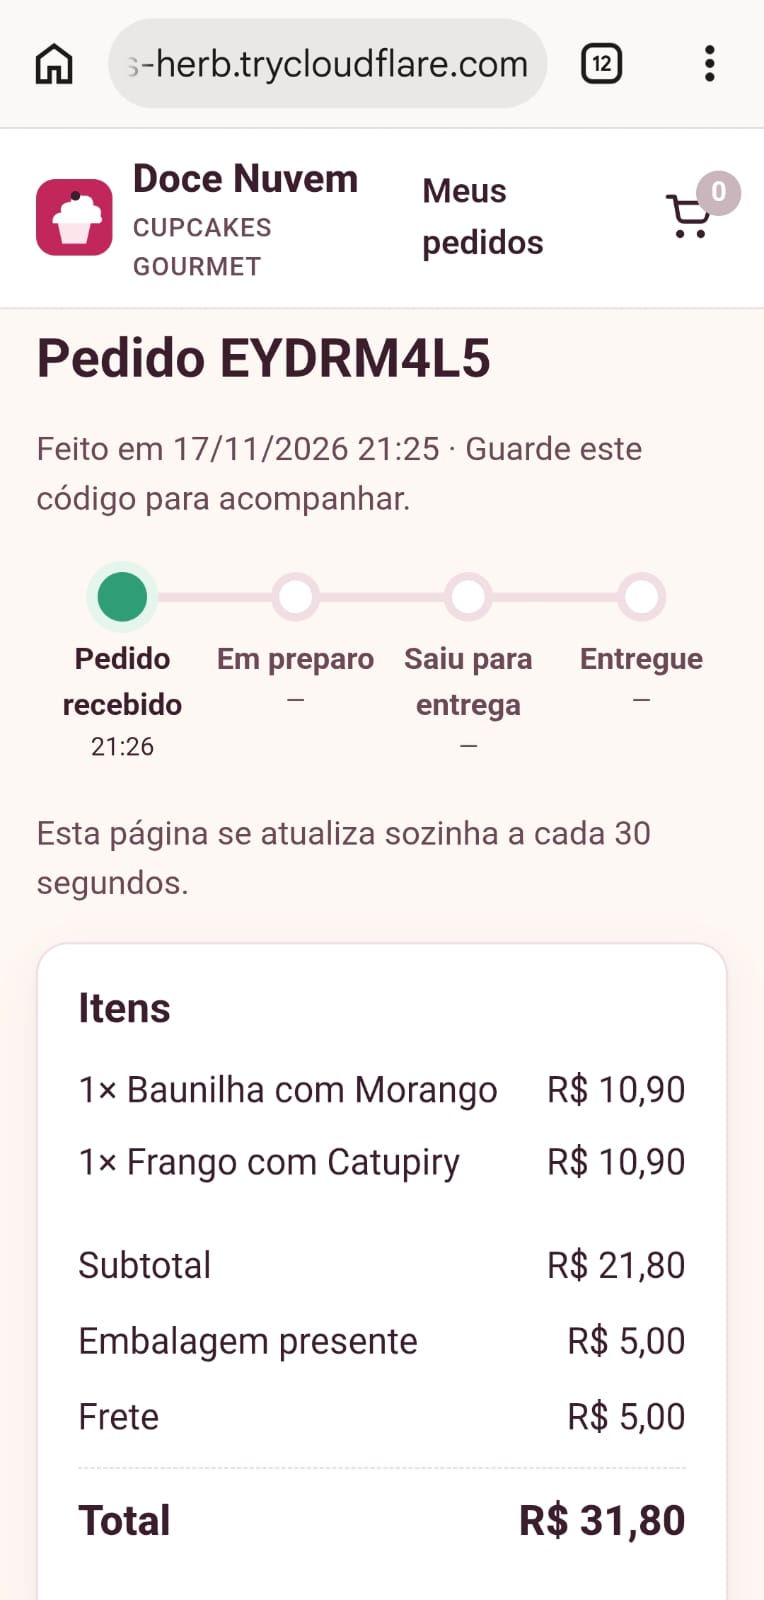 -herb.trycloudflare.com
12
Doce Nuvem
CUPCAKES
GOURMET
Meus
pedidos
0
Pedido EYDRM4L5
Feito em 17/11/2026 21:25 · Guarde este
código para acompanhar.
Pedido
recebido
21:26
Em preparo
—
Saiu para
entrega
—
Entregue
—
Esta página se atualiza sozinha a cada 30
segundos.
Itens
1× Baunilha com Morango R$ 10,90
1× Frango com Catupiry R$ 10,90
Subtotal R$ 21,80
Embalagem presente R$ 5,00
Frete R$ 5,00
Total R$ 31,80